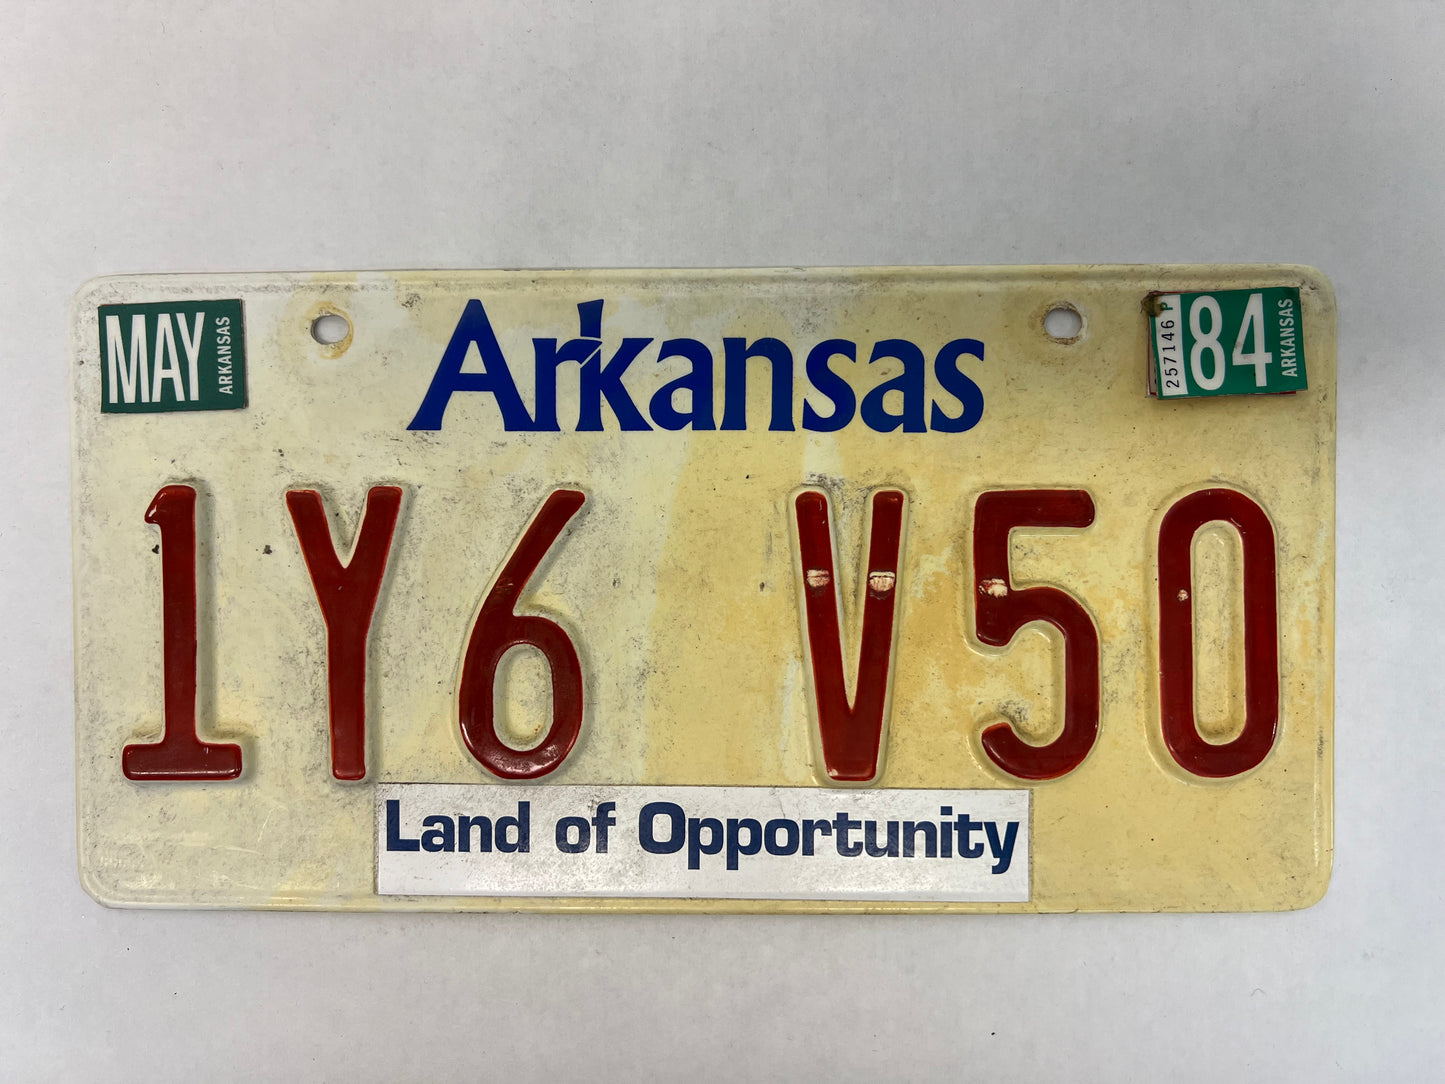 MAY ARKANSAS
Arkansas
257146 P 84 ARKANSAS
1Y6 V50
Land of Opportunity